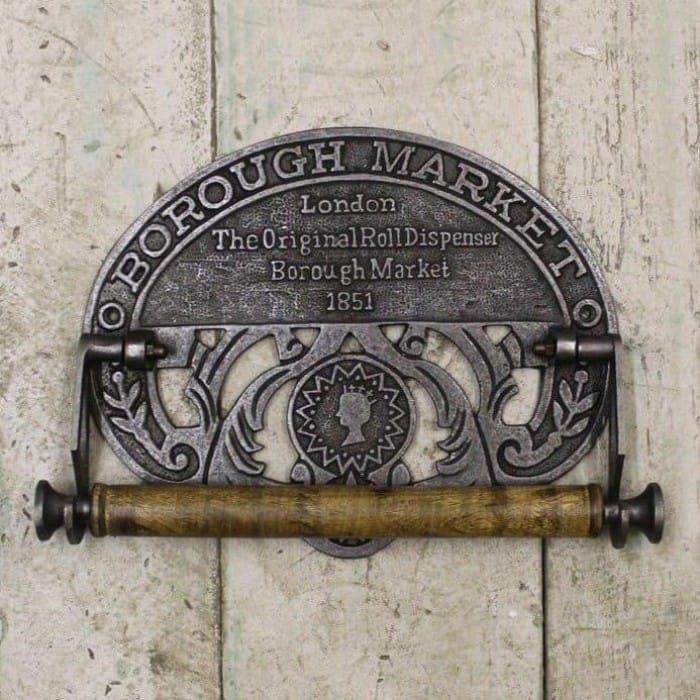 BOROUGH MARKET
London
The Original Roll Dispenser
Borough Market
1851